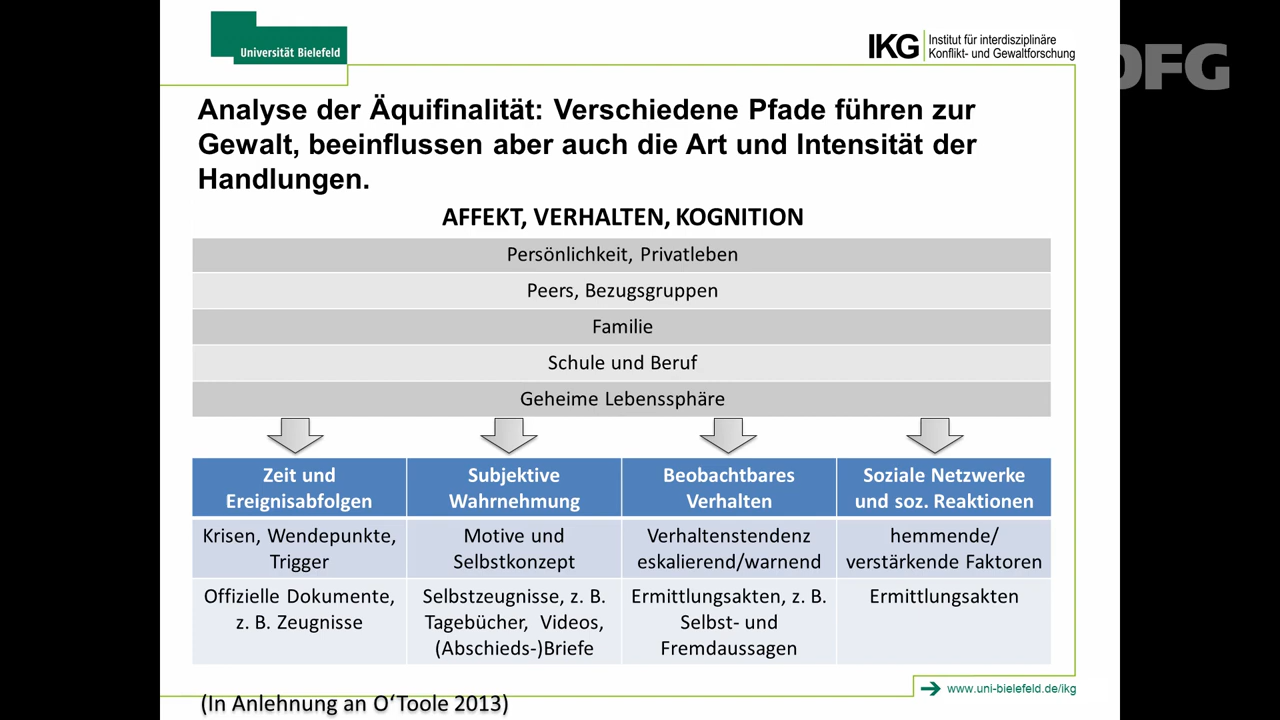 Universität Bielefeld
IKG
Institut für interdisziplinäre
Konflikt- und Gewaltforschung
DFG
Analyse der Äquifinalität: Verschiedene Pfade führen zur
Gewalt, beeinflussen aber auch die Art und Intensität der
Handlungen.
AFFEKT, VERHALTEN, KOGNITION
Persönlichkeit, Privatleben
Peers, Bezugsgruppen
Familie
Schule und Beruf
Geheime Lebenssphäre
Zeit und
Ereignisabfolgen
Subjektive
Wahrnehmung
Beobachtbares
Verhalten
Soziale Netzwerke
und soz. Reaktionen
Krisen, Wendepunkte,
Trigger
Motive und
Selbstkonzept
Verhaltenstendenz
eskalierend/warnend
hemmende/
verstärkende Faktoren
Offizielle Dokumente,
z. B. Zeugnisse
Selbstzeugnisse, z. B.
Tagebücher, Videos,
(Abschieds-)Briefe
Ermittlungsakten, z. B.
Selbst- und
Fremdaussagen
Ermittlungsakten
www.uni-bielefeld.de/ikg
(In Anlehnung an O‘Toole 2013)